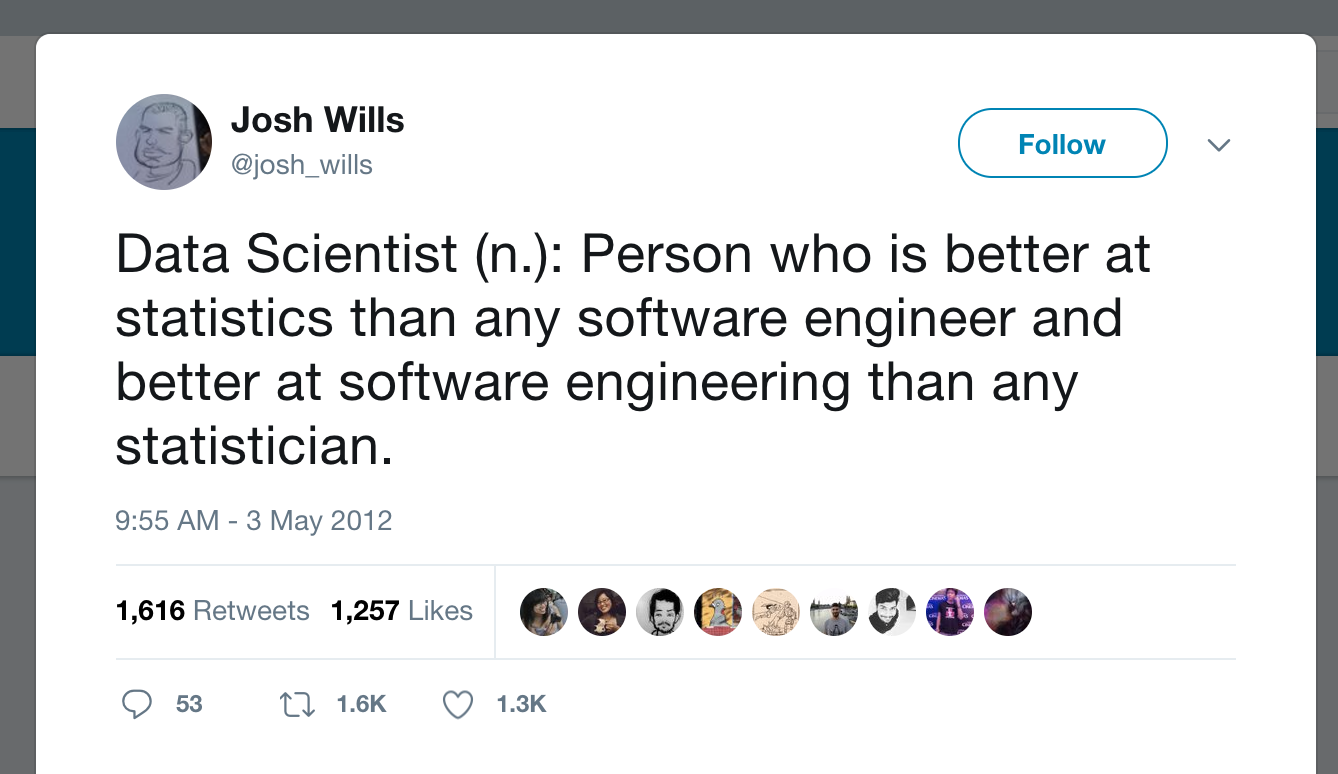 Josh Wills
@josh_wills
Follow
Data Scientist (n.): Person who is better at
statistics than any software engineer and
better at software engineering than any
statistician.
9:55 AM - 3 May 2012
1,616 Retweets 1,257 Likes
53 1.6K 1.3K